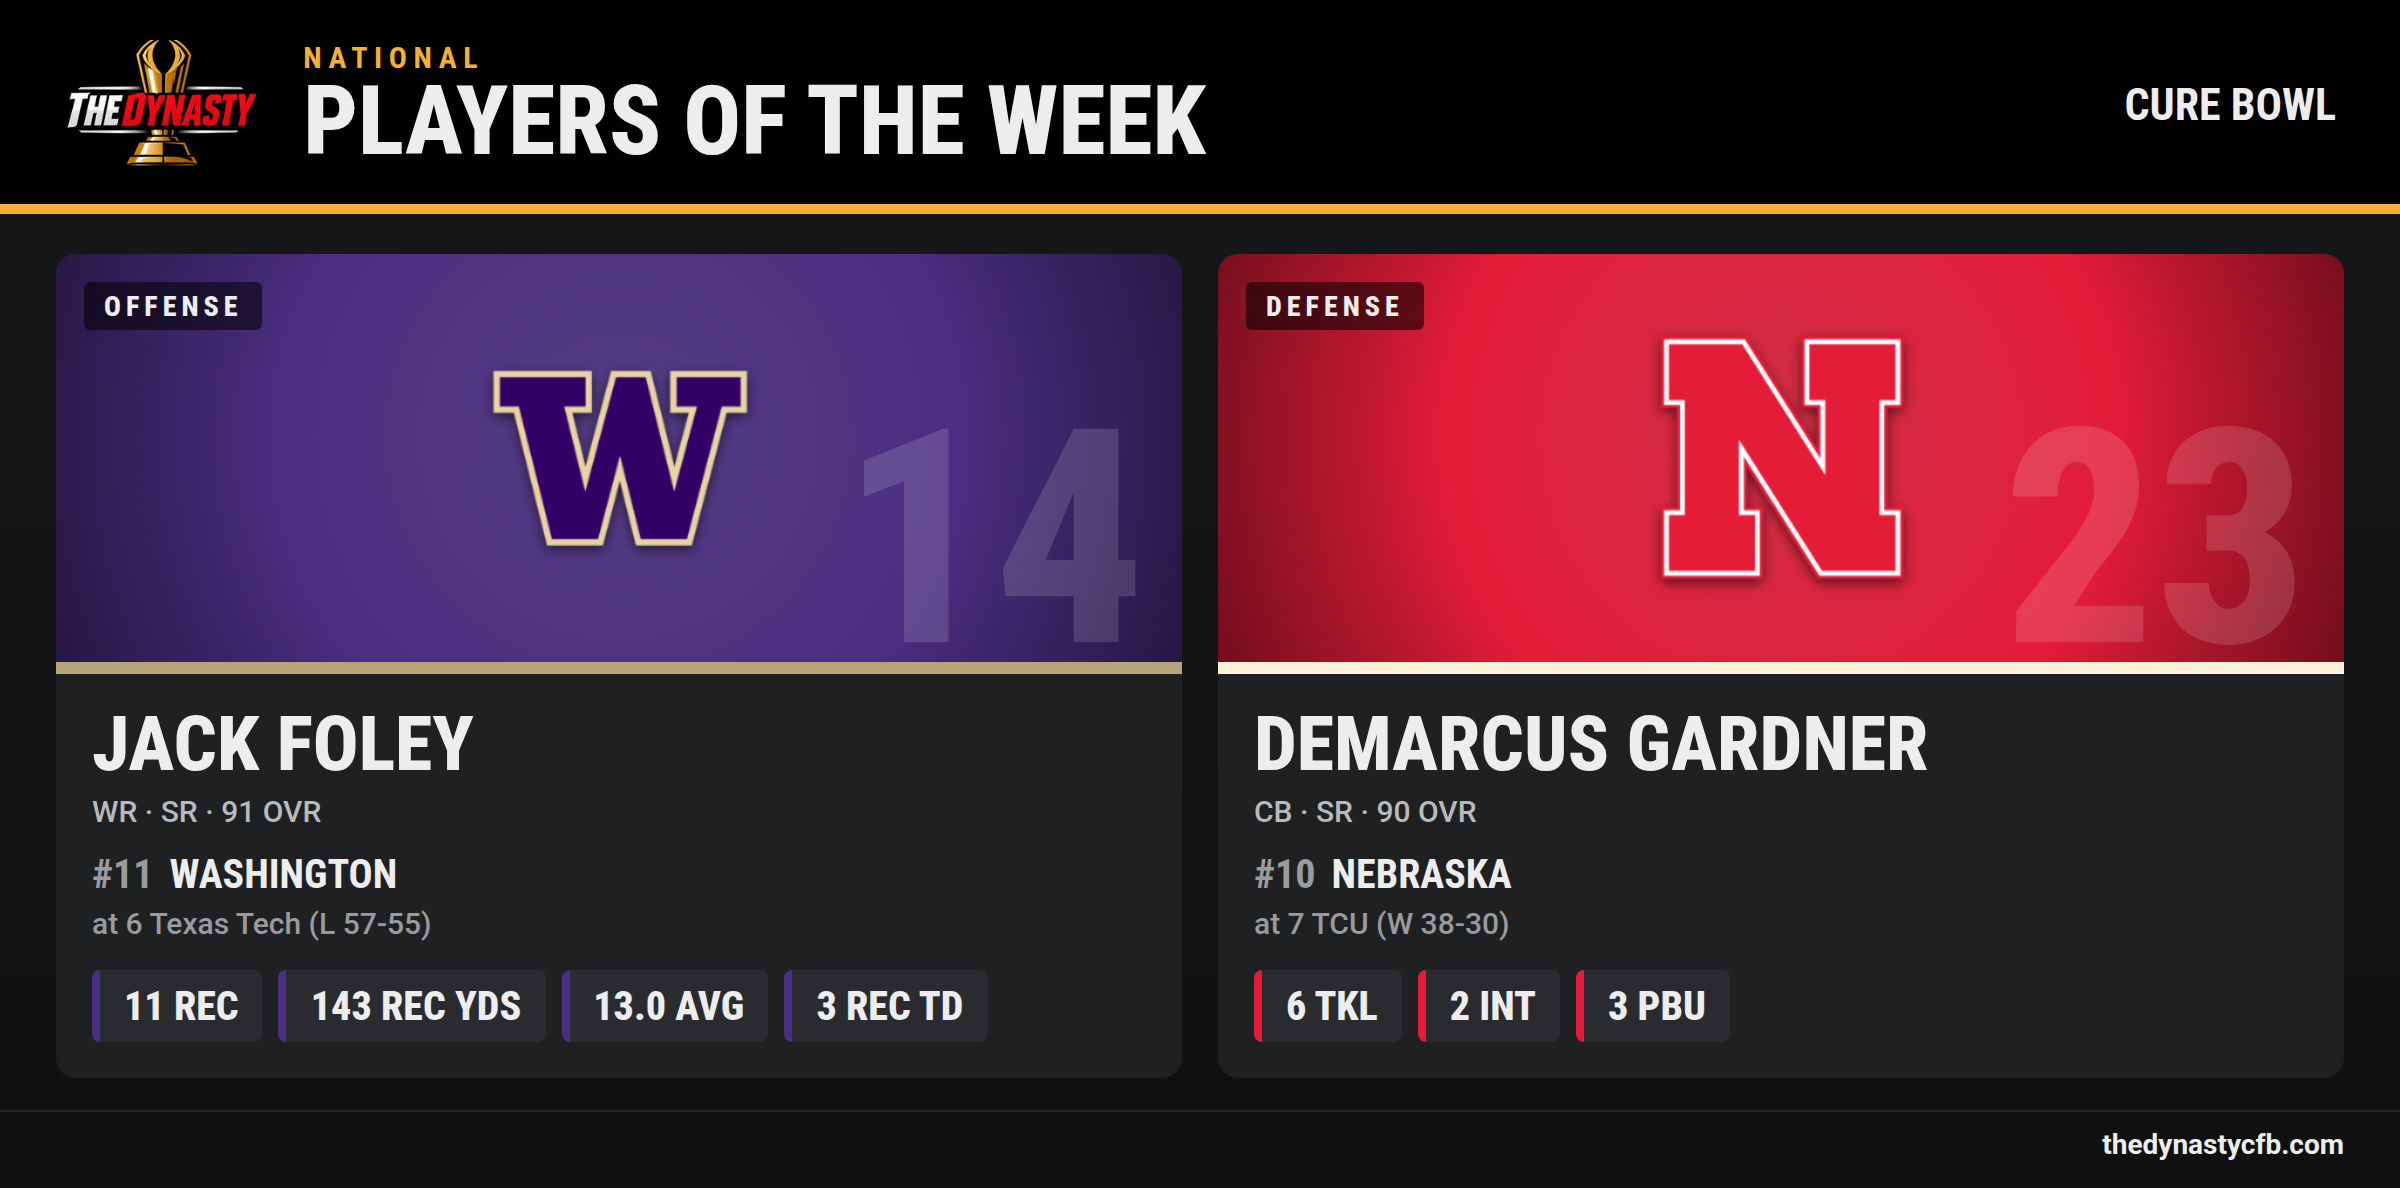 THE DYNASTY
NATIONAL
PLAYERS OF THE WEEK
CURE BOWL
OFFENSE
W
14
JACK FOLEY
WR · SR · 91 OVR
#11 WASHINGTON
at 6 Texas Tech (L 57-55)
11 REC
143 REC YDS
13.0 AVG
3 REC TD
DEFENSE
N
23
DEMARCUS GARDNER
CB · SR · 90 OVR
#10 NEBRASKA
at 7 TCU (W 38-30)
6 TKL
2 INT
3 PBU
thedynastycfb.com